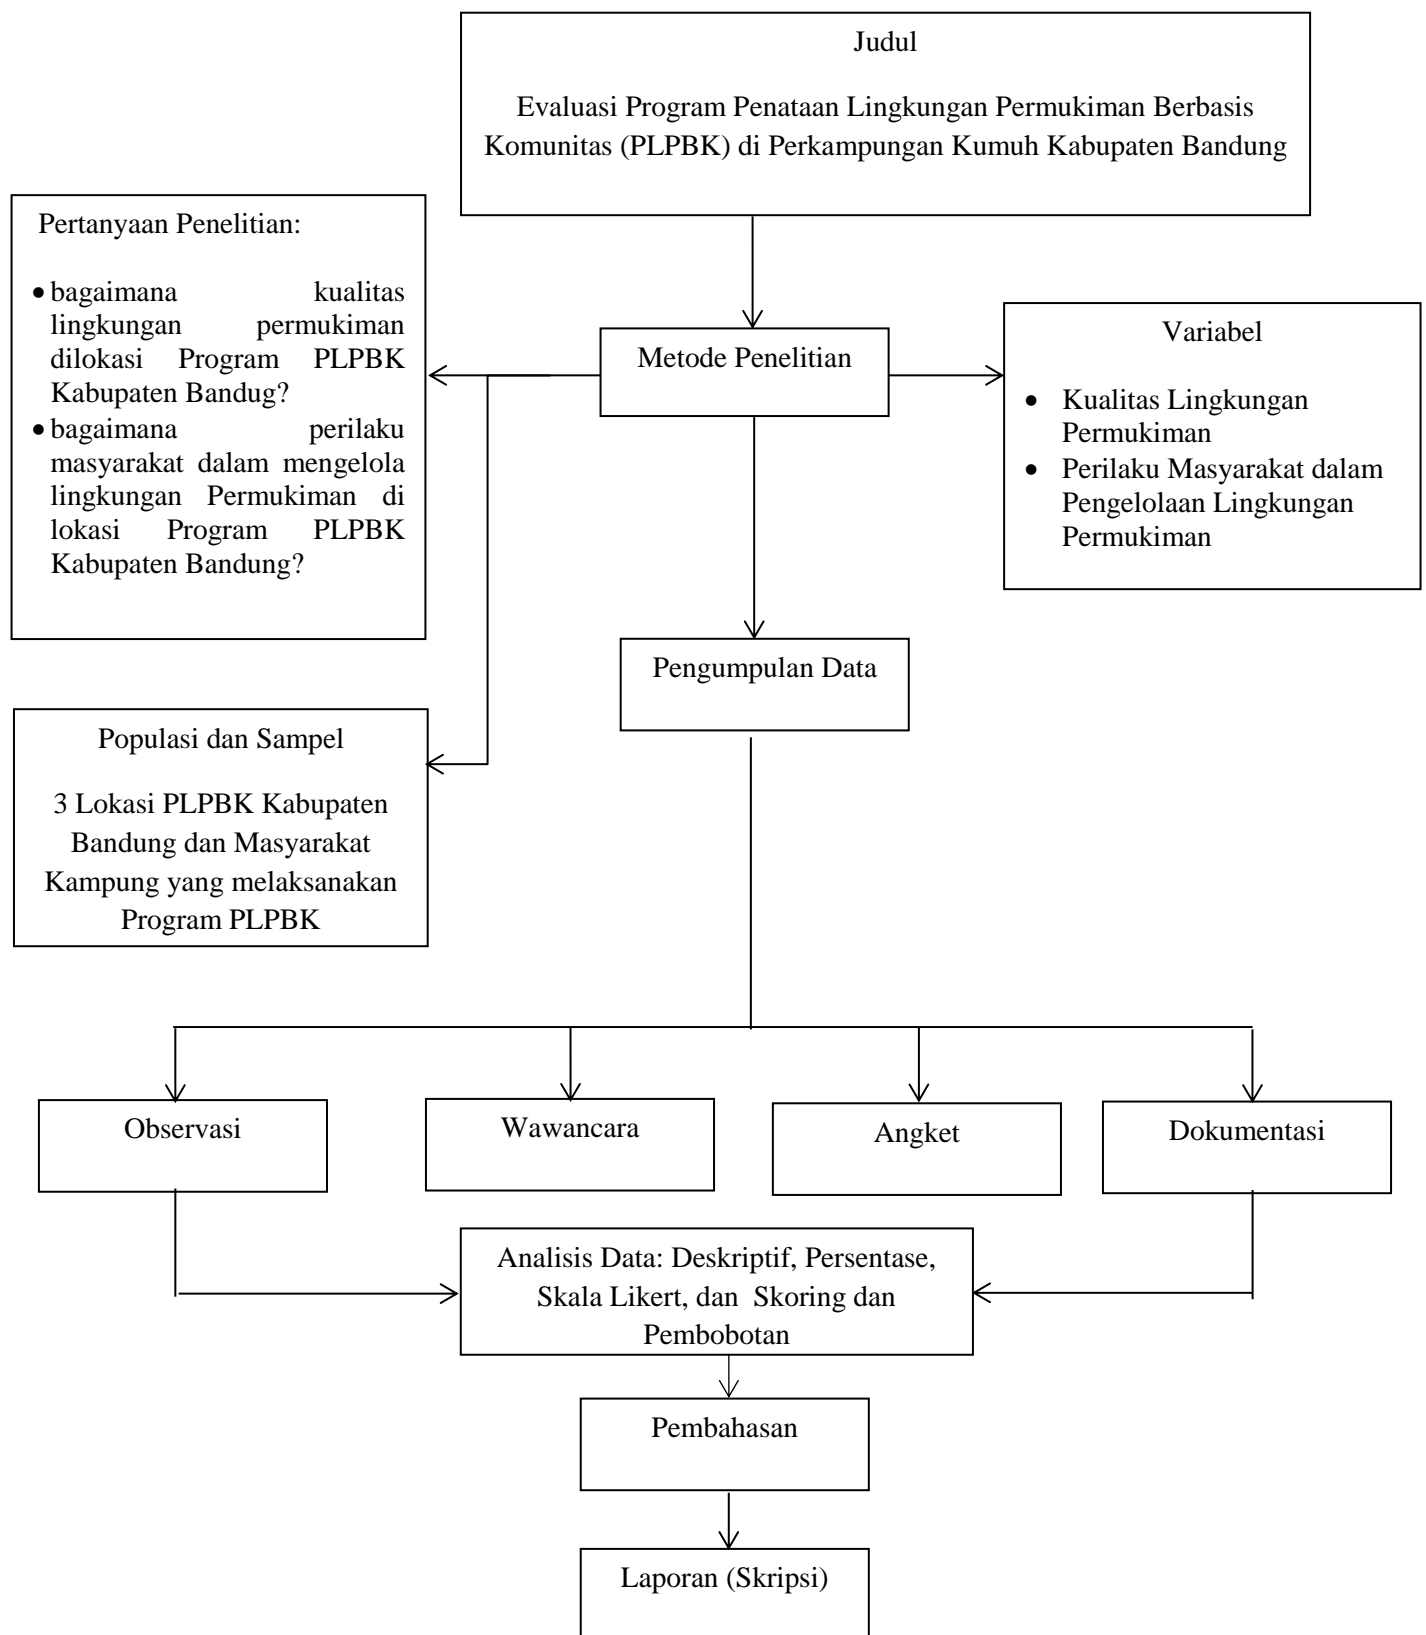 Judul
Evaluasi Program Penataan Lingkungan Permukiman Berbasis
Komunitas (PLPBK) di Perkampungan Kumuh Kabupaten Bandung
Pertanyaan Penelitian:
• bagaimana kualitas
lingkungan permukiman
dilokasi Program PLPBK
Kabupaten Bandug?
• bagaimana perilaku
masyarakat dalam mengelola
lingkungan Permukiman di
lokasi Program PLPBK
Kabupaten Bandung?
Metode Penelitian
Variabel
• Kualitas Lingkungan
Permukiman
• Perilaku Masyarakat dalam
Pengelolaan Lingkungan
Permukiman
Pengumpulan Data
Populasi dan Sampel
3 Lokasi PLPBK Kabupaten
Bandung dan Masyarakat
Kampung yang melaksanakan
Program PLPBK
Observasi
Wawancara
Angket
Dokumentasi
Analisis Data: Deskriptif, Persentase,
Skala Likert, dan Skoring dan
Pembobotan
Pembahasan
Laporan (Skripsi)